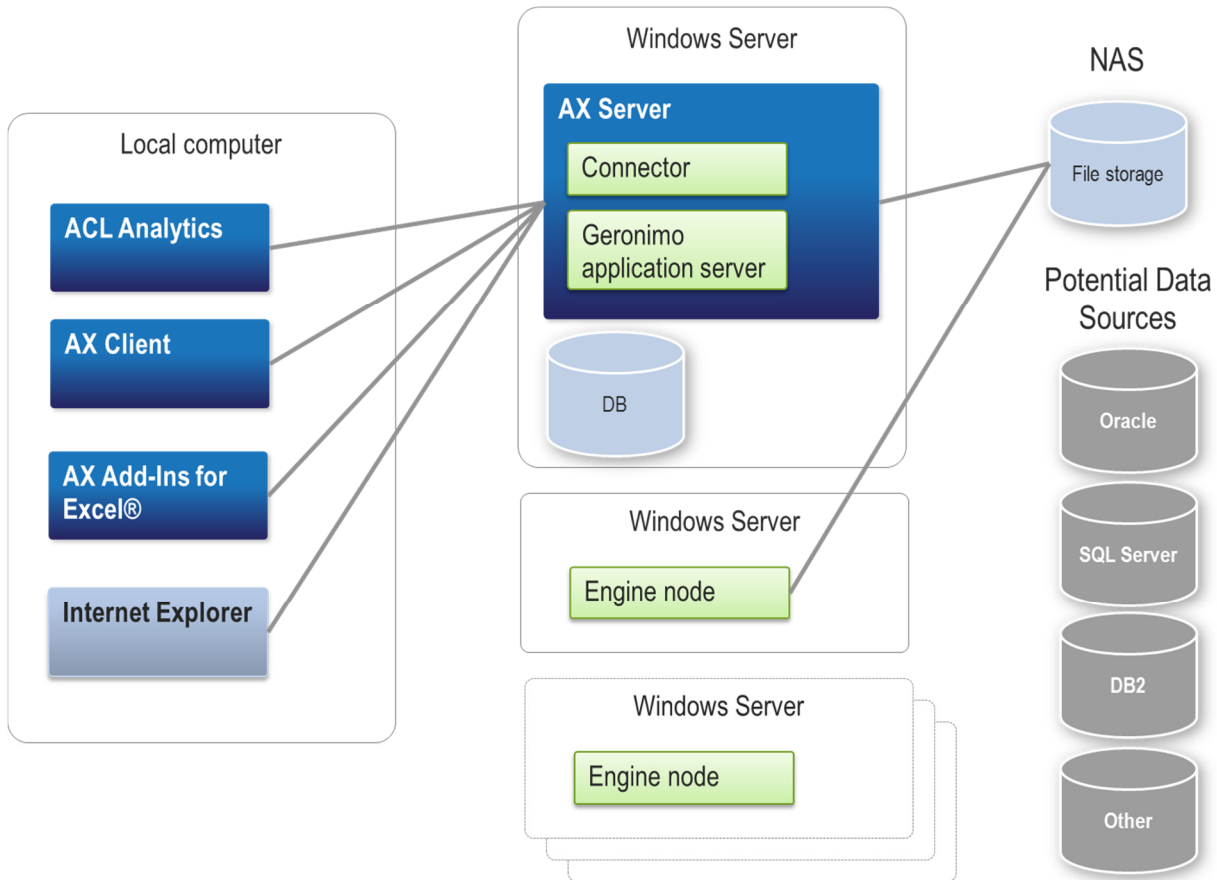 Local computer
ACL Analytics
AX Client
AX Add-Ins for
Excel®
Internet Explorer
Windows Server
AX Server
Connector
Geronimo
application server
DB
Windows Server
Engine node
Windows Server
Engine node
NAS
File storage
Potential Data
Sources
Oracle
SQL Server
DB2
Other